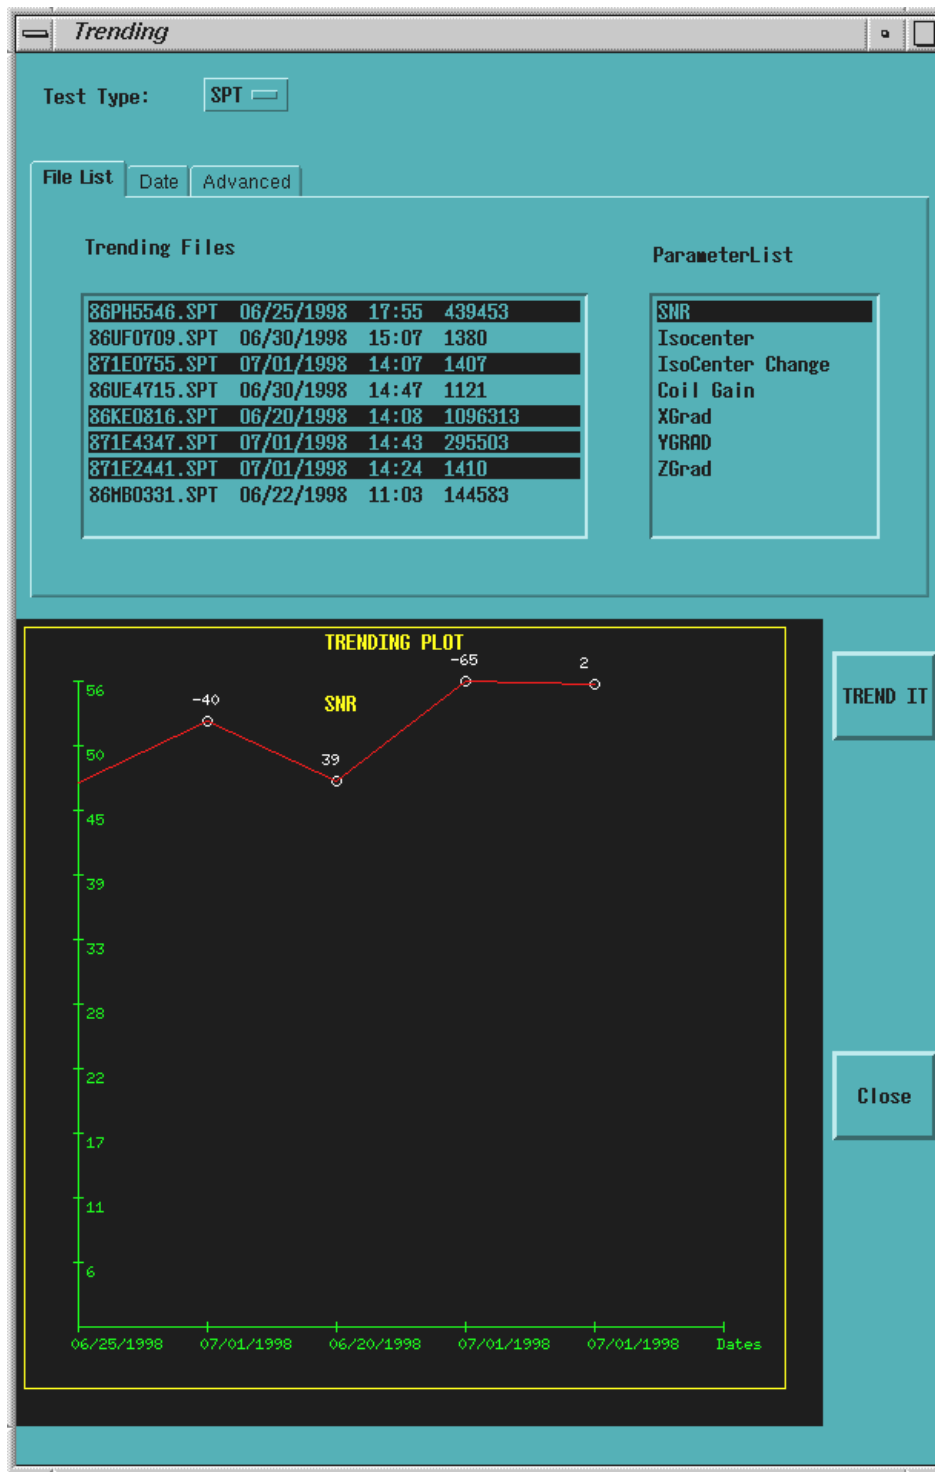 Trending
Test Type: SPT
File List Date Advanced
Trending Files
ParameterList
86PH5546.SPT 06/25/1998 17:55 439453
86UF0709.SPT 06/30/1998 15:07 1380
871E0755.SPT 07/01/1998 14:07 1407
86UE4715.SPT 06/30/1998 14:47 1121
86KE0816.SPT 06/20/1998 14:08 1096313
871E4347.SPT 07/01/1998 14:43 295503
871E2441.SPT 07/01/1998 14:24 1410
86MB0331.SPT 06/22/1998 11:03 144583
SNR
Isocenter
IsoCenter Change
Coil Gain
XGrad
YGRAD
ZGrad
TRENDING PLOT
SNR
-40
39
-65
2
56
50
45
39
33
28
22
17
11
6
06/25/1998 07/01/1998 06/20/1998 07/01/1998 07/01/1998 Dates
TREND IT
Close